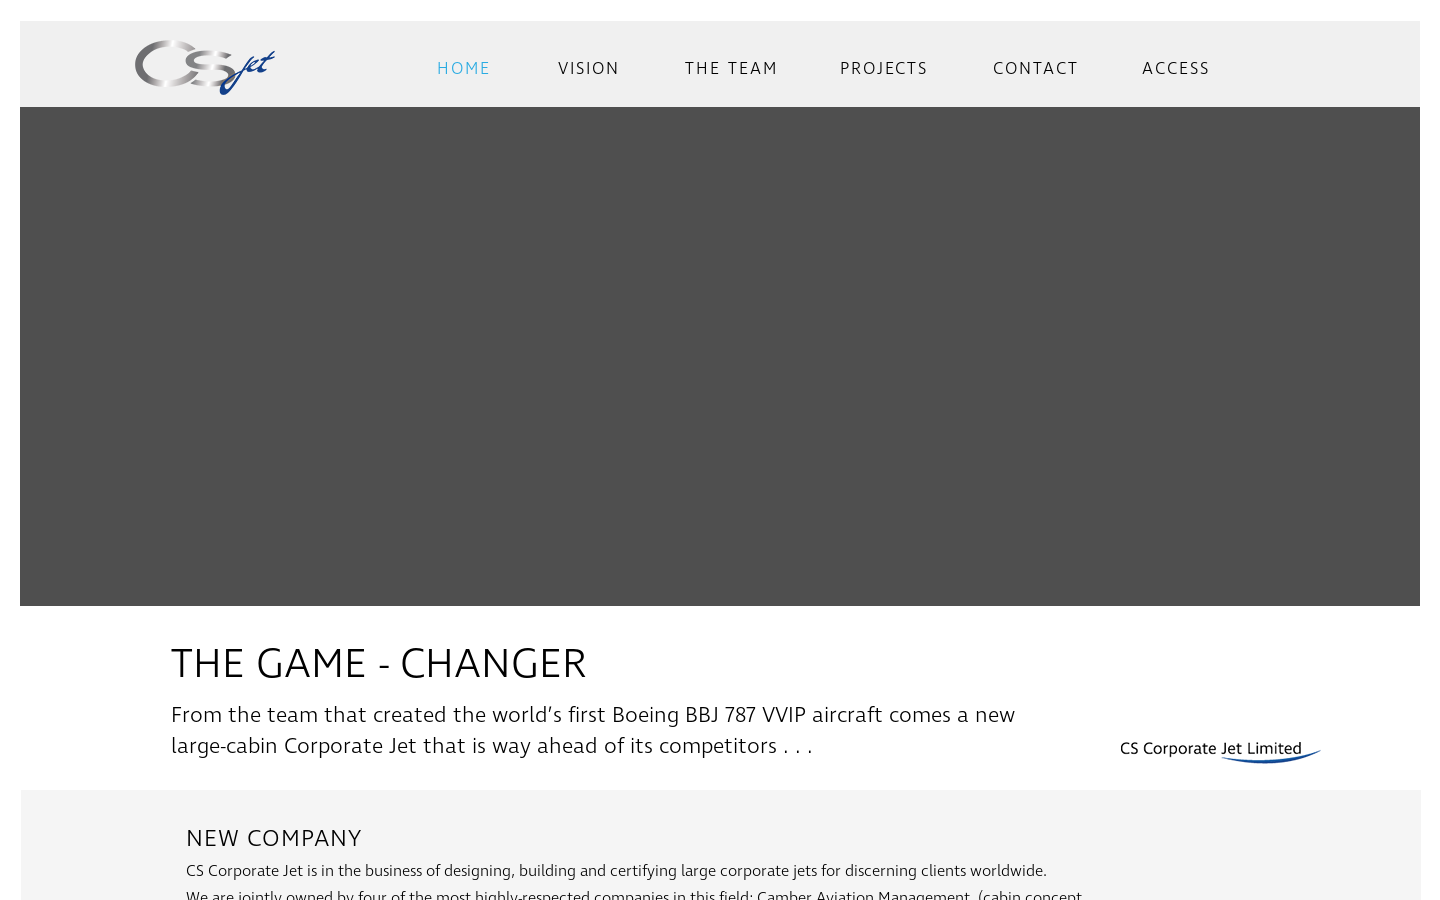 CSjet
HOME VISION THE TEAM PROJECTS CONTACT ACCESS
THE GAME - CHANGER
From the team that created the world’s first Boeing BBJ 787 VVIP aircraft comes a new
large-cabin Corporate Jet that is way ahead of its competitors . . .
CS Corporate Jet Limited
NEW COMPANY
CS Corporate Jet is in the business of designing, building and certifying large corporate jets for discerning clients worldwide.
We are jointly owned by four of the most highly-respected companies in this field: Camber Aviation Management, (cabin concept